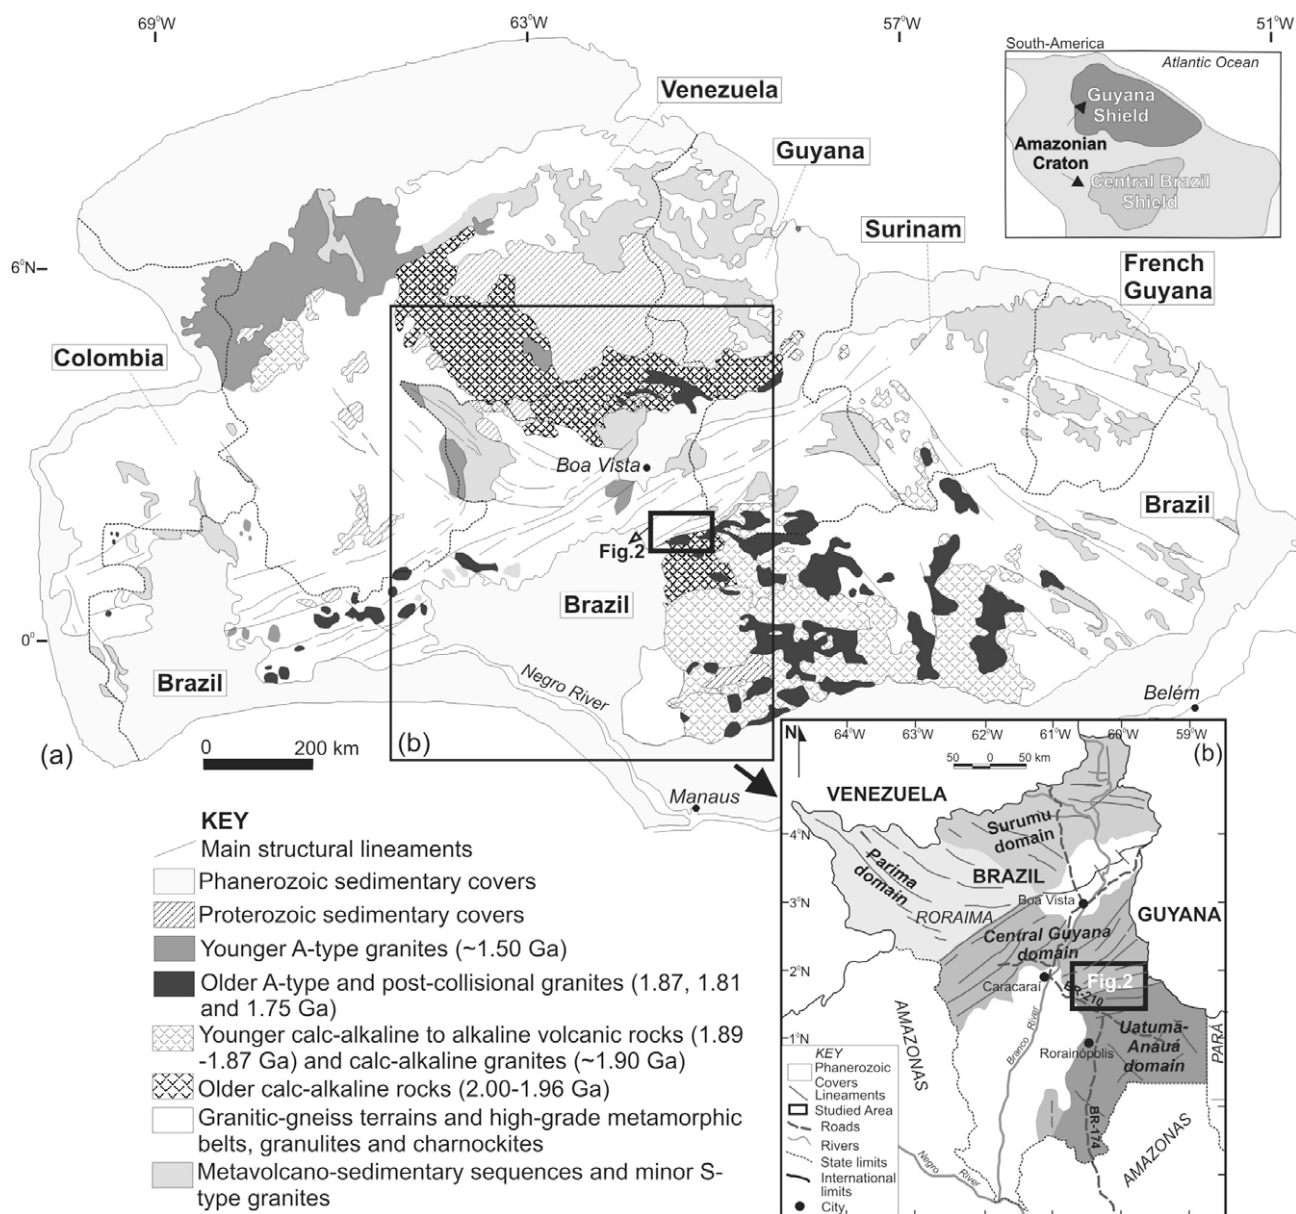 69°W
63°W
57°W
51°W
South-America
Atlantic Ocean
Guyana
Shield
Amazonian
Craton
Central Brazil
Shield
Venezuela
Guyana
Surinam
French
Guyana
6°N
Colombia
Boa Vista
Brazil
Fig.2
Brazil
0°
Brazil
Negro River
Belém
(a)
0
200 km
(b)
Manaus
KEY
Main structural lineaments
Phanerozoic sedimentary covers
Proterozoic sedimentary covers
Younger A-type granites (~1.50 Ga)
Older A-type and post-collisional granites (1.87, 1.81
and 1.75 Ga)
Younger calc-alkaline to alkaline volcanic rocks (1.89
-1.87 Ga) and calc-alkaline granites (~1.90 Ga)
Older calc-alkaline rocks (2.00-1.96 Ga)
Granitic-gneiss terrains and high-grade metamorphic
belts, granulites and charnockites
Metavolcano-sedimentary sequences and minor S-
type granites
N
64°W
63°W
62°W
61°W
60°W
59°W
(b)
50 0 50 km
VENEZUELA
4°N
Surumu
domain
Parima
domain
BRAZIL
3°N
RORAIMA
Boa Vista
GUYANA
Central Guyana
domain
2°N
Caracaraí
Fig.2
BR-210
1°N
AMAZONAS
Branco River
Uatumã-
Anauá
domain
PARÁ
Rorainópolis
BR-174
AMAZONAS
Negro River
KEY
Phanerozoic
Covers
Lineaments
Studied Area
Roads
Rivers
State limits
International
limits
City